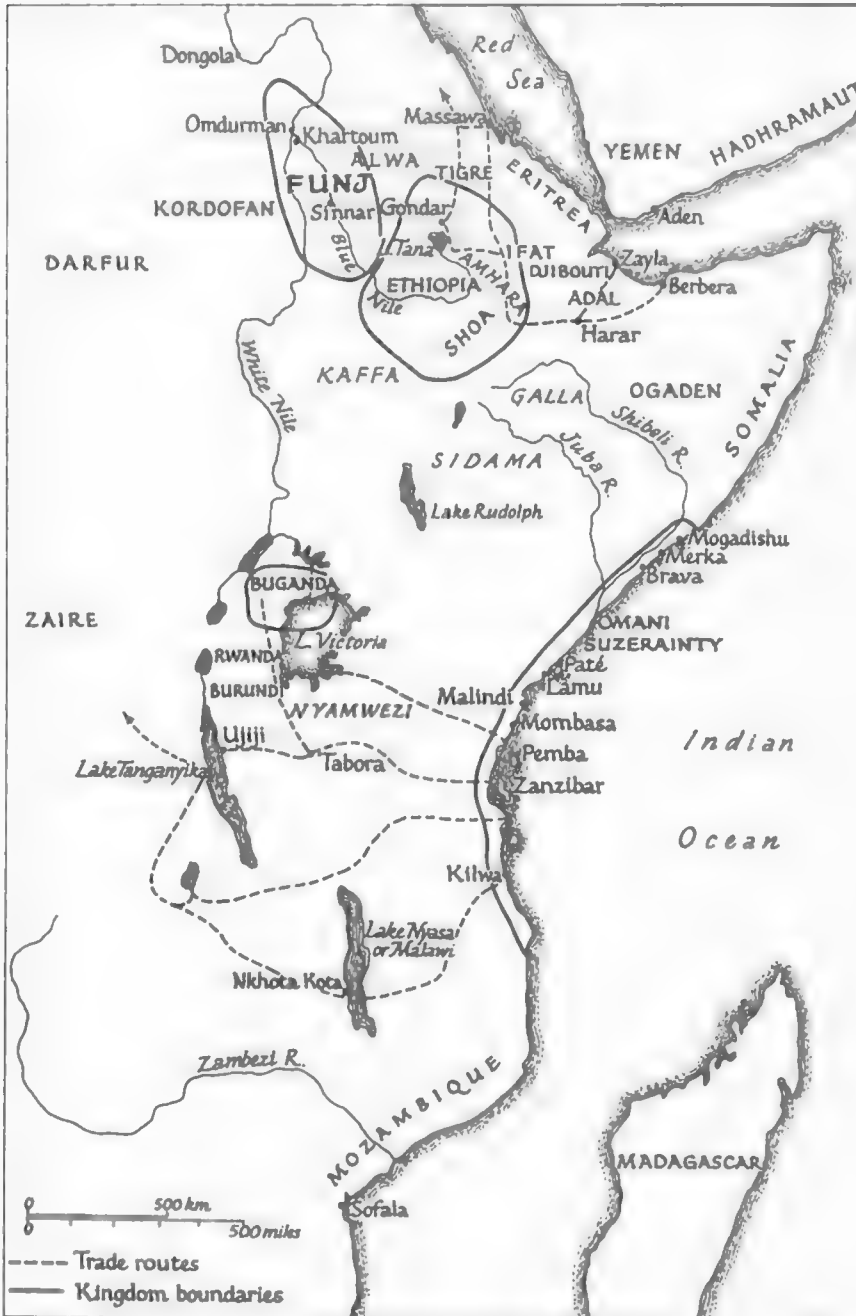 Red
Sea
Dongola
HADHRAMAUT
Omdurman
Khartoum
Massawa
YEMEN
ALWA
TIGRE
FUNJ
ERITREA
KORDOFAN
Sinnar
Gondar
Aden
Blue
L.Tana
IFAT
Zayla
DARFUR
AMHARA
DJIBOUTI
ETHIOPIA
ADAL
Berbera
Nile
SHOA
Harar
White Nile
KAFFA
GALLA
OGADEN
SOMALIA
Shibeli R.
Juba R.
SIDAMA
Lake Rudolph
Mogadishu
Merka
Brava
BUGANDA
ZAIRE
OMANI
SUZERAINTY
L. Victoria
RWANDA
Paté
Lamu
BURUNDI
NYAMWEZI
Malindi
Mombasa
Ujiji
Indian
Pemba
Tabora
Lake Tanganyika
Zanzibar
Ocean
Kilwa
Lake Nyasa
or Malawi
Nkhota Kota
Zambezi R.
MOZAMBIQUE
MADAGASCAR
Sofala
0 500 km
0 500 miles
Trade routes
Kingdom boundaries